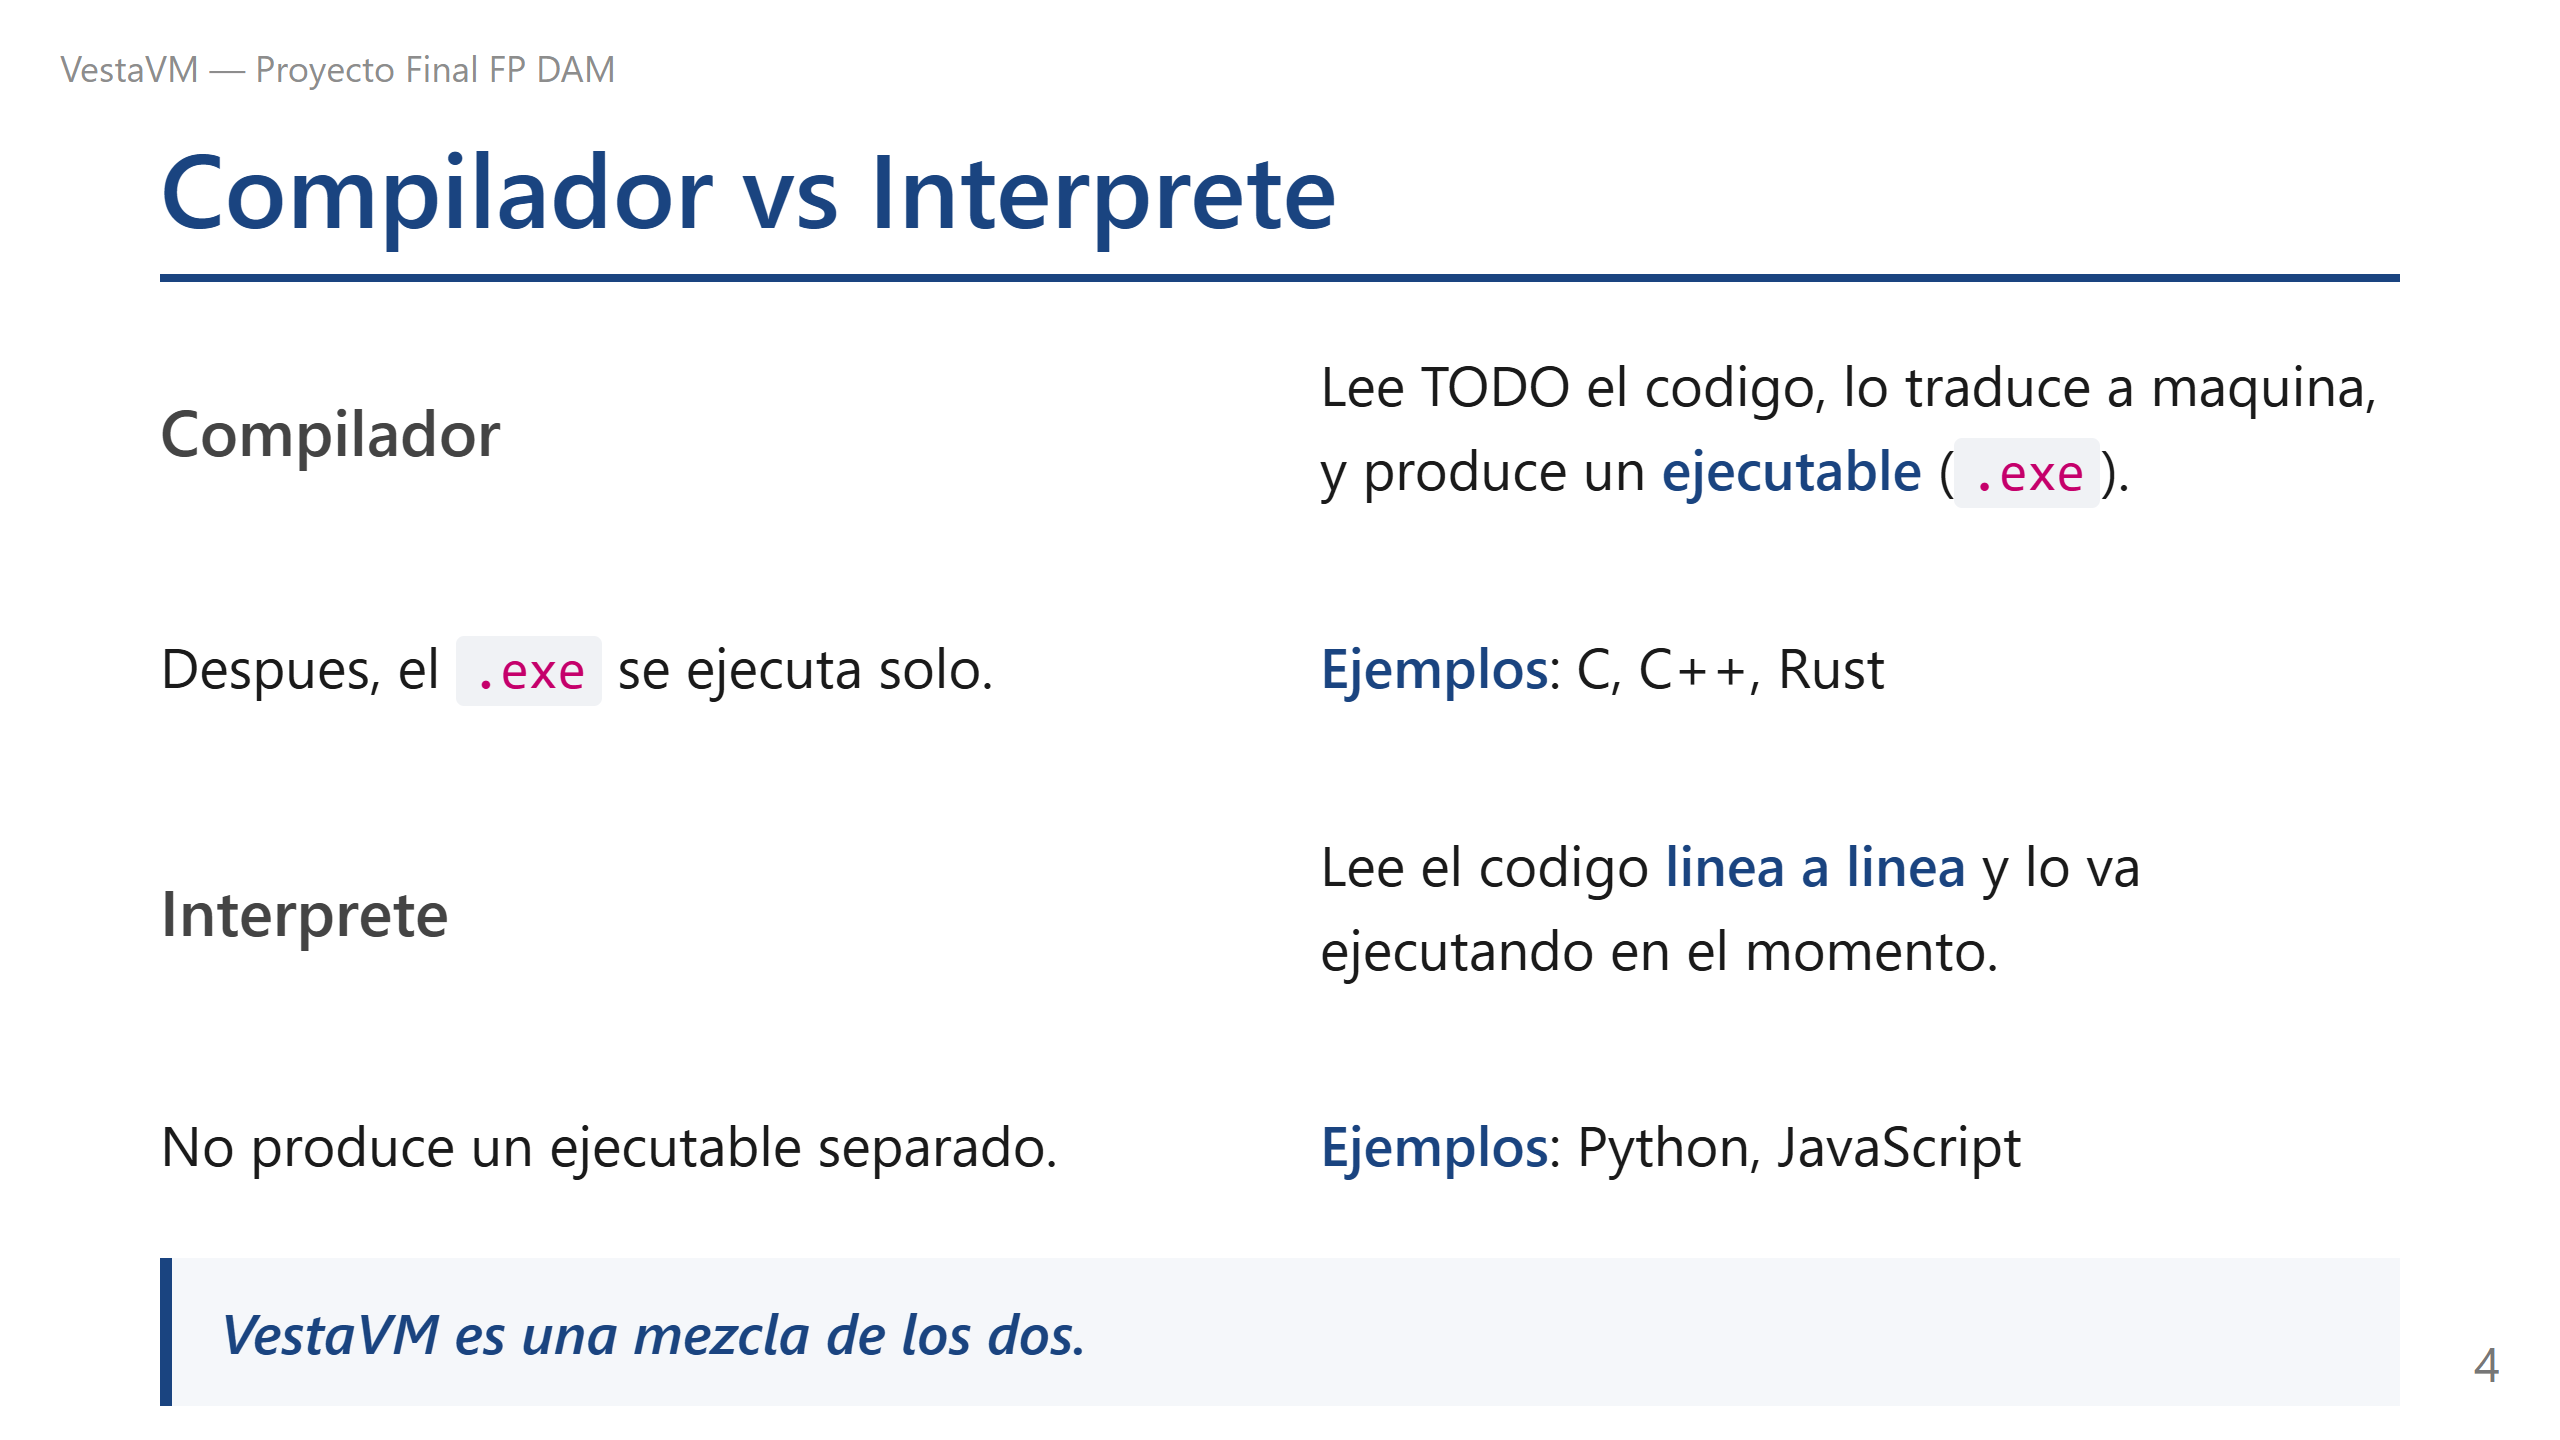 VestaVM — Proyecto Final FP DAM
Compilador vs Interprete
Compilador
Lee TODO el codigo, lo traduce a maquina,
y produce un ejecutable ( .exe ).
Despues, el .exe se ejecuta solo.
Ejemplos: C, C++, Rust
Interprete
Lee el codigo linea a linea y lo va
ejecutando en el momento.
No produce un ejecutable separado.
Ejemplos: Python, JavaScript
VestaVM es una mezcla de los dos.
4